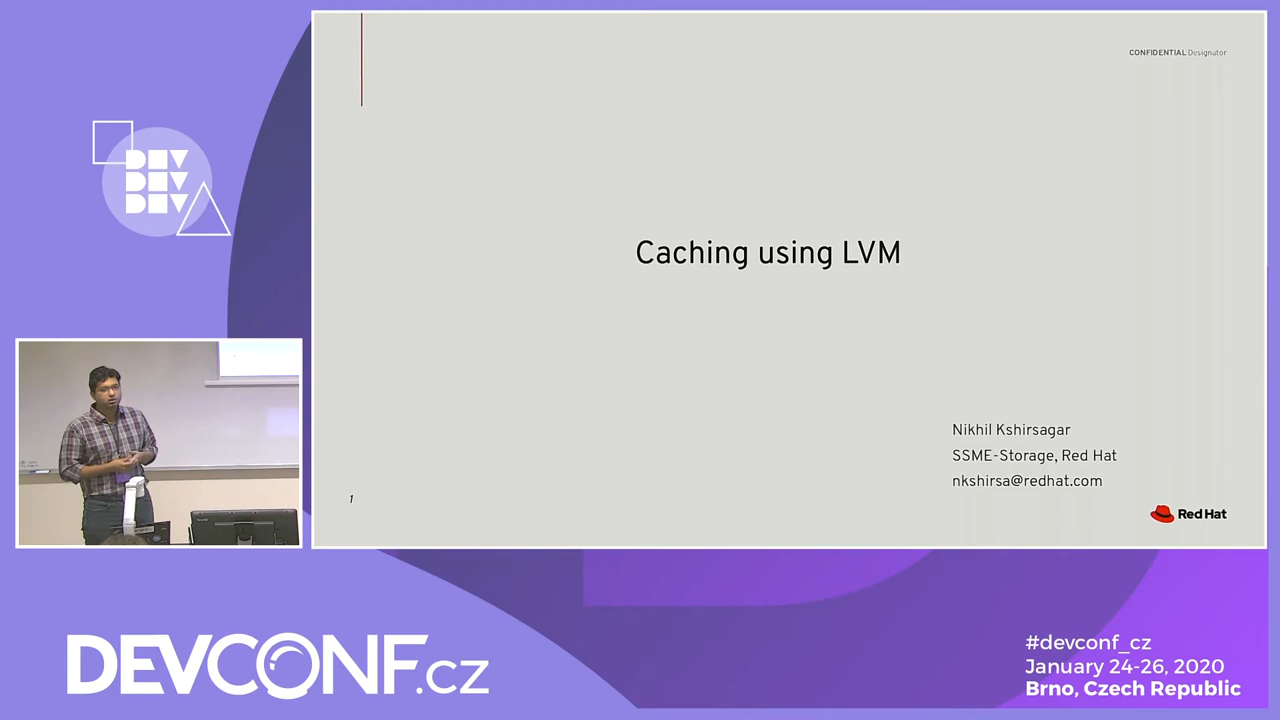 DEV
DEV
DEV
CONFIDENTIAL Designator
Caching using LVM
Nikhil Kshirsagar
SSME-Storage, Red Hat
nkshirsa@redhat.com
1
Red Hat
DEVCONF.cz
#devconf_cz
January 24-26, 2020
Brno, Czech Republic